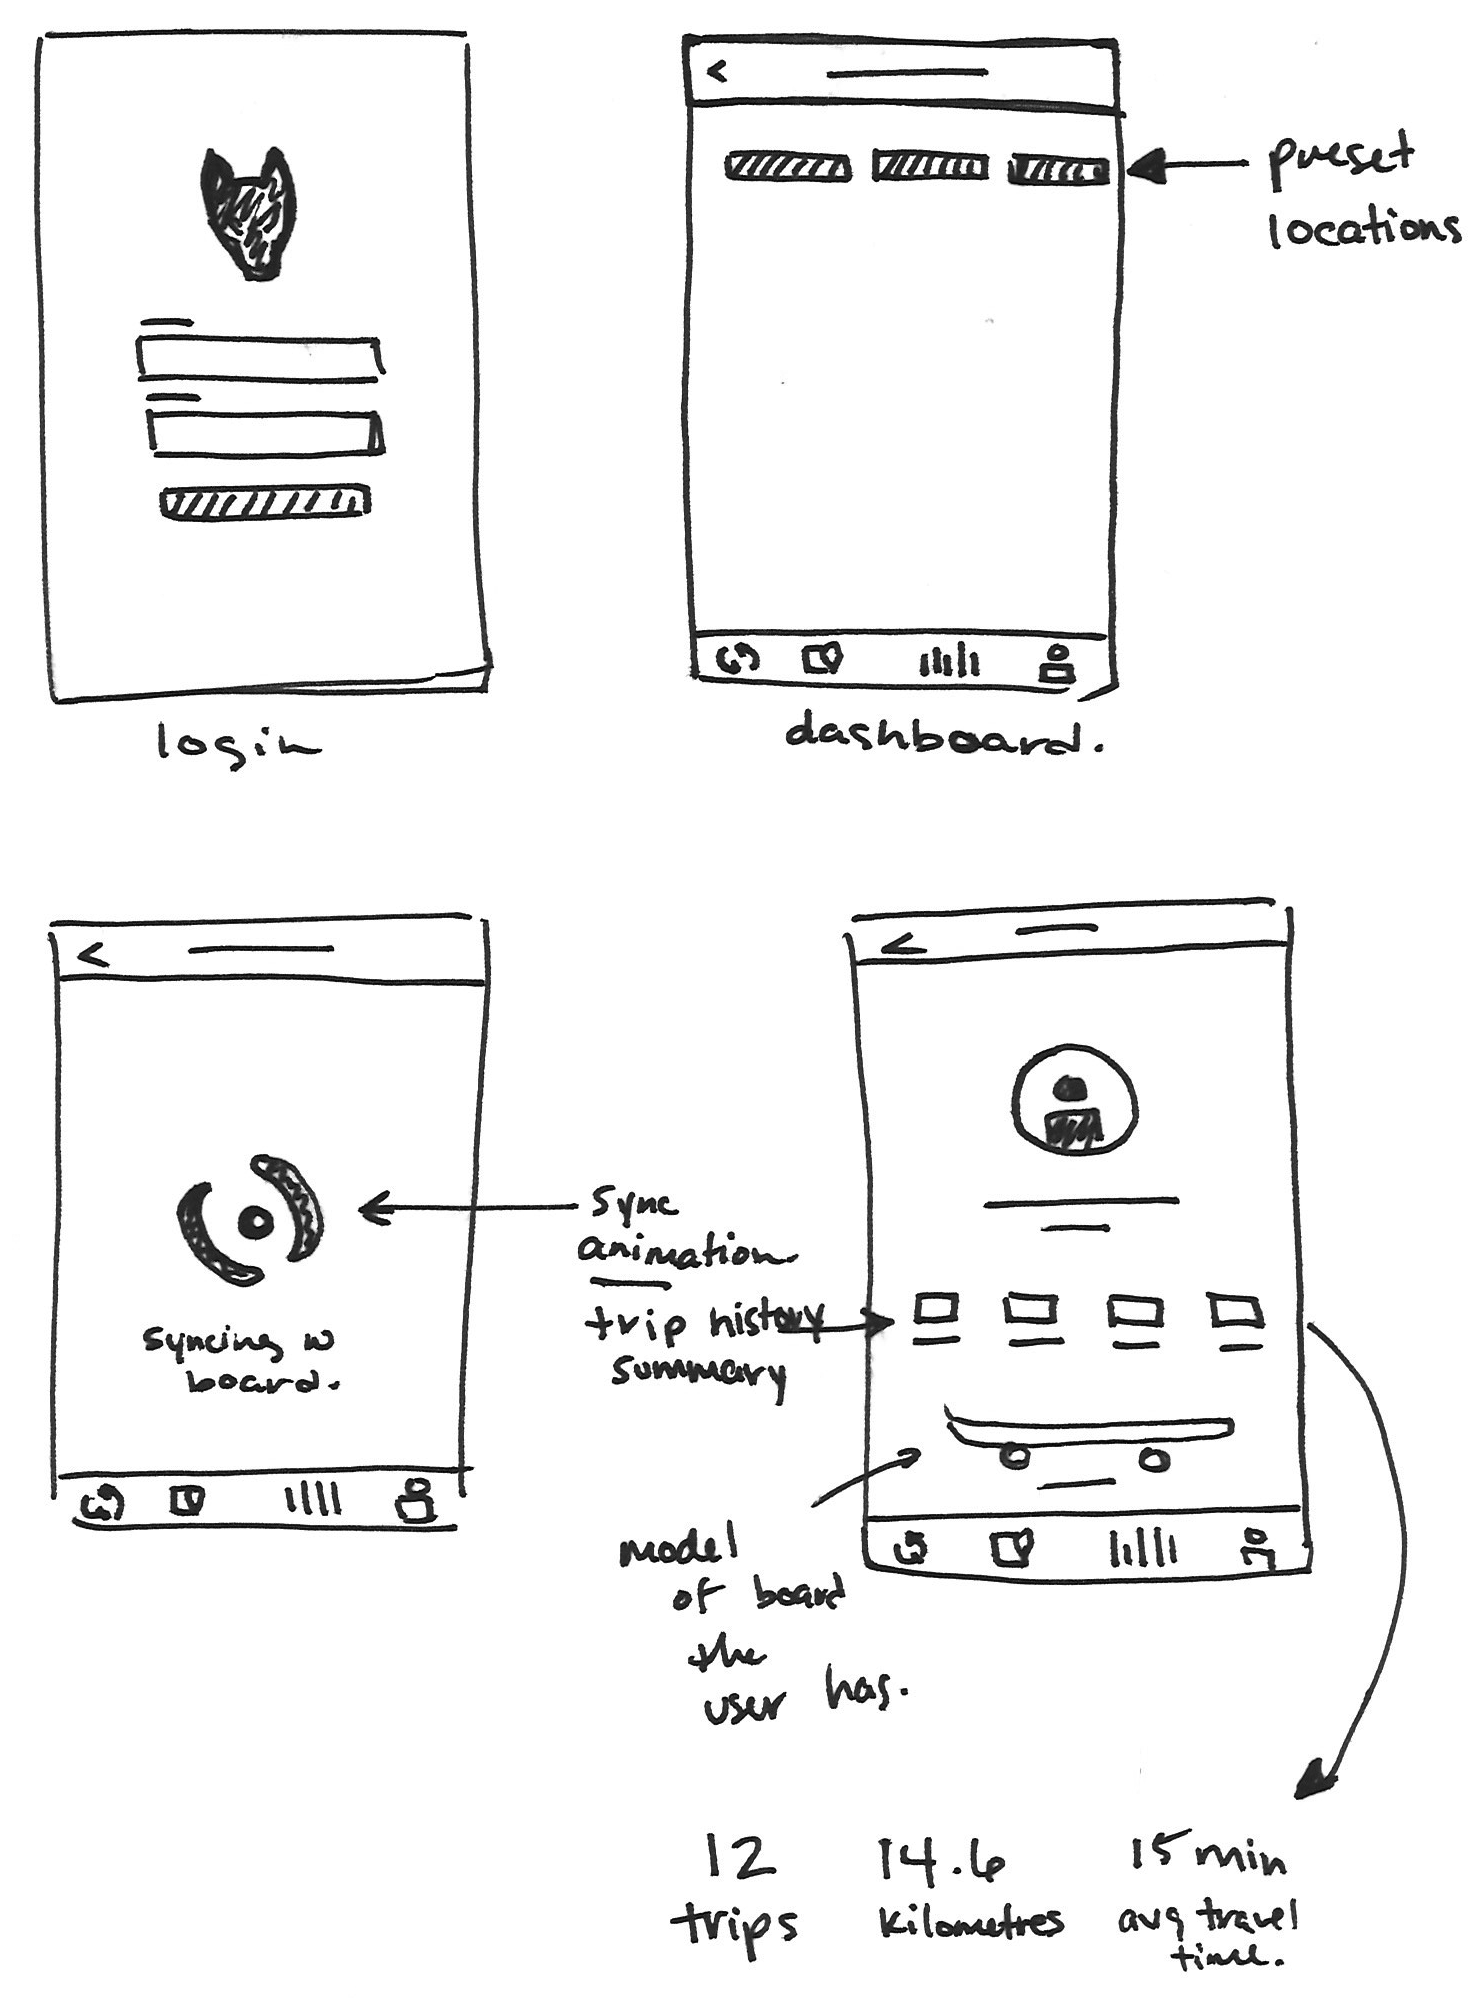 preset
locations
login
dashboard.
sync
animation
trip history
summary
syncing w
board.
model
of board
the
user has.
12
trips
14.6
kilometres
15 min
avg travel
time.